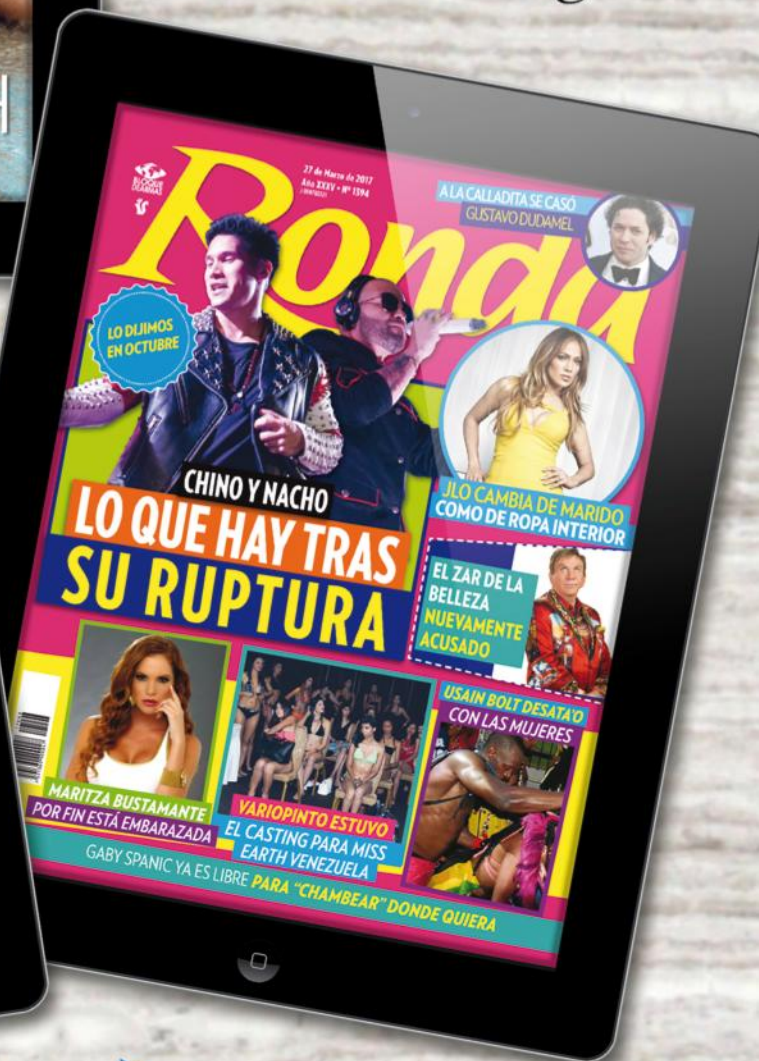 H
BLOQUE
DEARMAS
Ronda
27 de Marzo de 2017
Año XXXV • Nº 1394
A LA CALLADITA SE CASÓ
GUSTAVO DUDAMEL
LO DIJIMOS
EN OCTUBRE
CHINO Y NACHO
LO QUE HAY TRAS
SU RUPTURA
JLO CAMBIA DE MARIDO
COMO DE ROPA INTERIOR
EL ZAR DE LA
BELLEZA
NUEVAMENTE
ACUSADO
USAIN BOLT DESATA'O
CON LAS MUJERES
MARITZA BUSTAMANTE
POR FIN ESTÁ EMBARAZADA
VARIOPINTO ESTUVO
EL CASTING PARA MISS
EARTH VENEZUELA
GABY SPANIC YA ES LIBRE PARA "CHAMBEAR" DONDE QUIERA